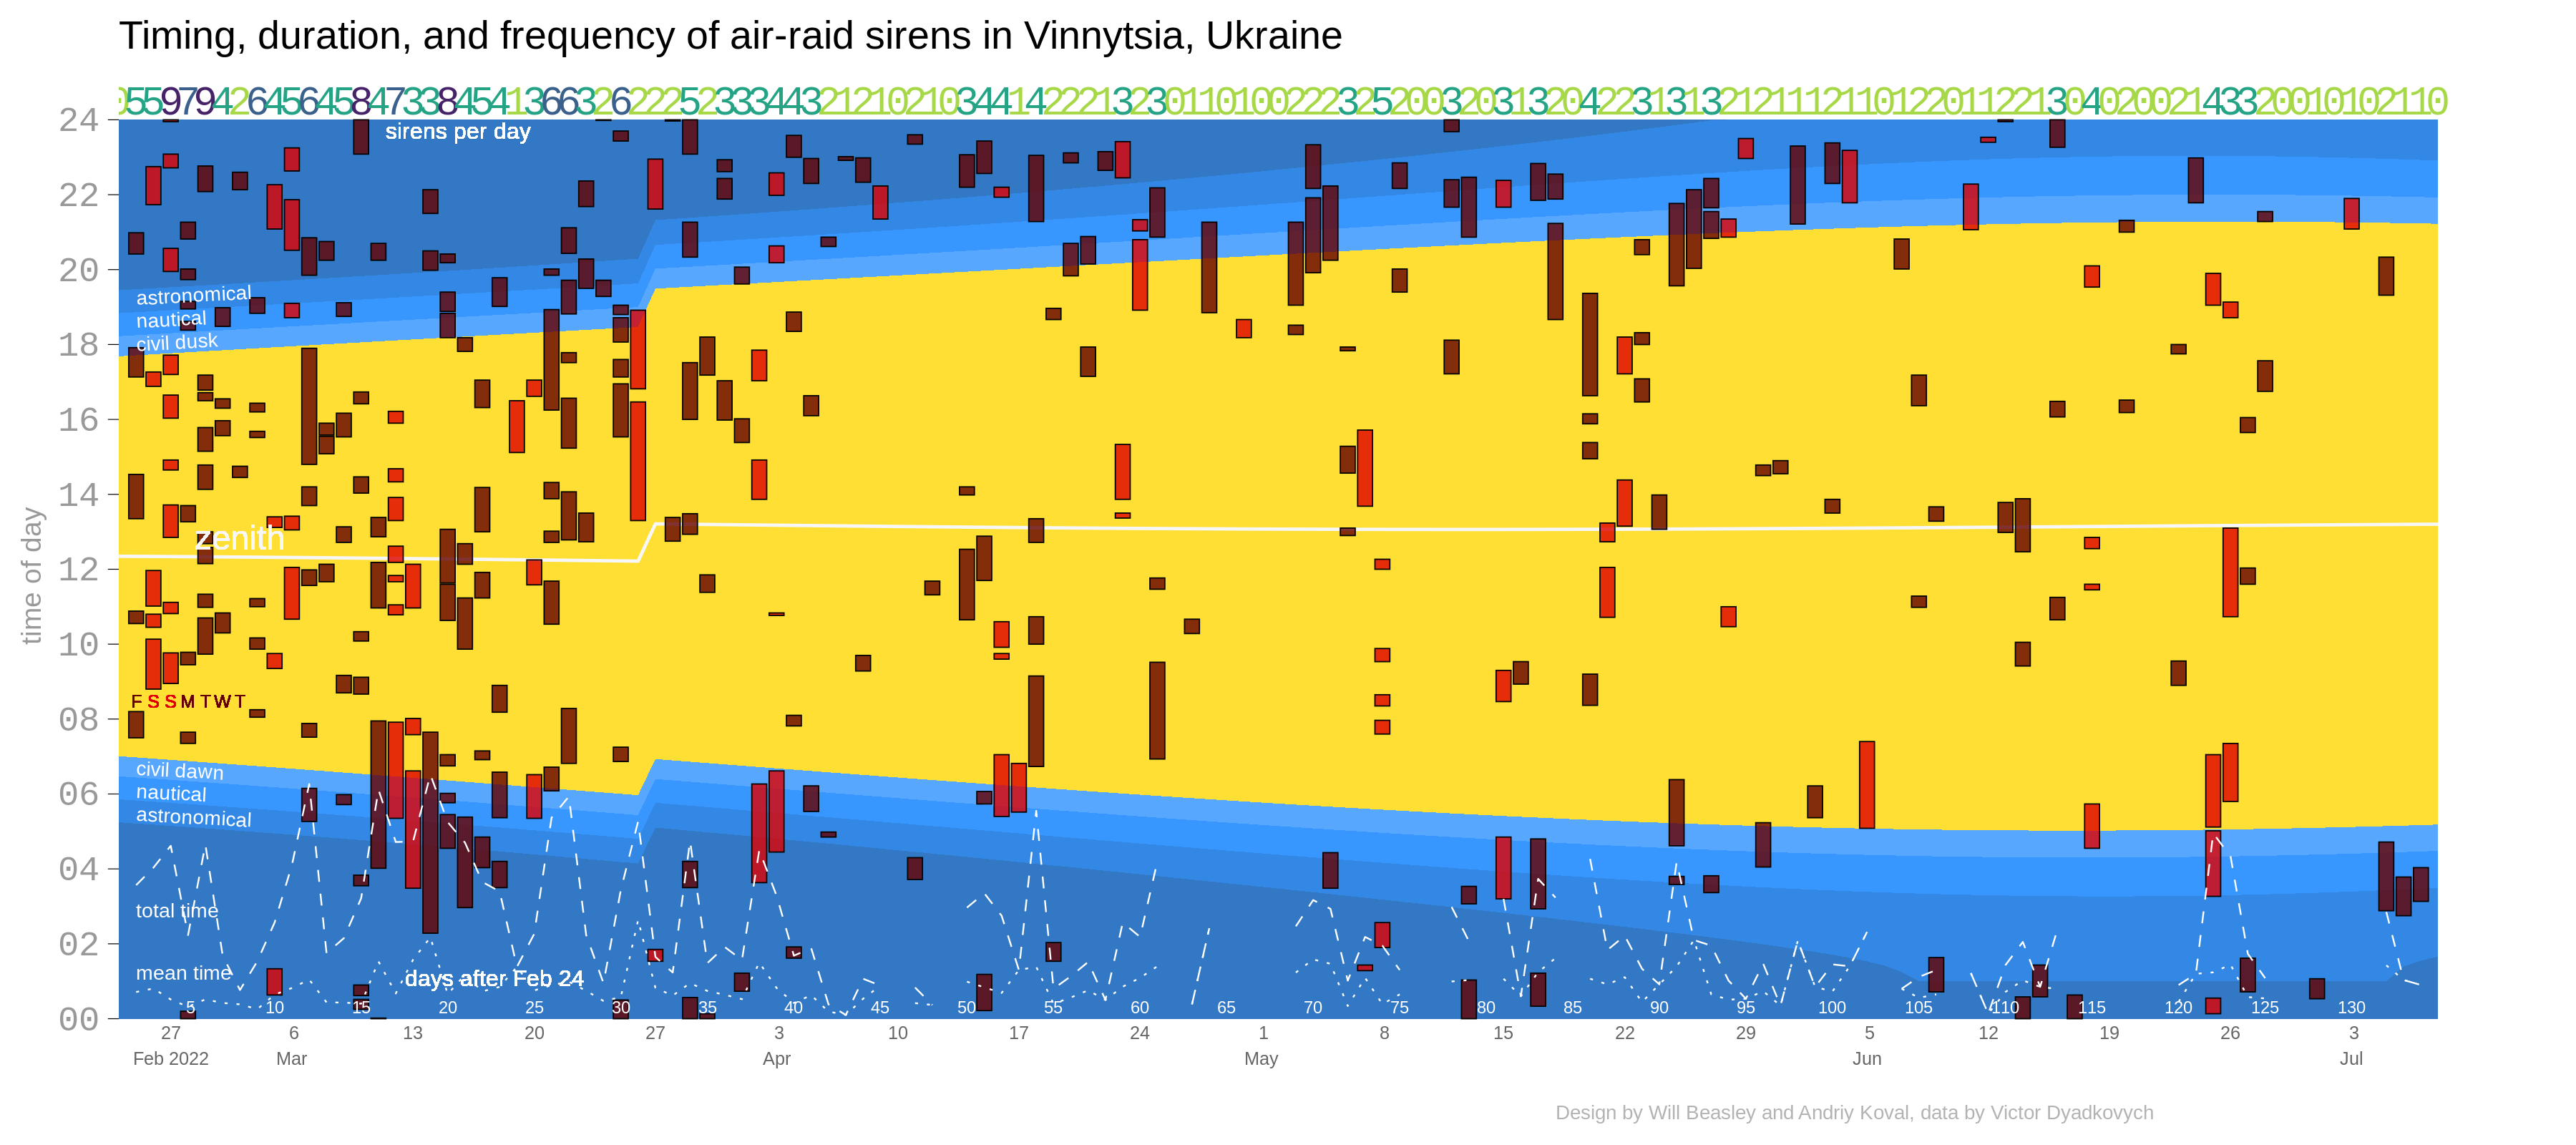 Timing, duration, and frequency of air-raid sirens in Vinnytsia, Ukraine
sirens per day
24
22
20
18
16
14
12
10
08
06
04
02
00
time of day
astronomical
nautical
civil dusk
zenith
F S S M T W T
civil dawn
nautical
astronomical
total time
mean time
days after Feb 24
5 10 15 20 25 30 35 40 45 50 55 60 65 70 75 80 85 90 95 100 105 110 115 120 125 130
27 6 13 20 27 3 10 17 24 1 8 15 22 29 5 12 19 26 3
Feb 2022 Mar Apr May Jun Jul
Design by Will Beasley and Andriy Koval, data by Victor Dyadkovych